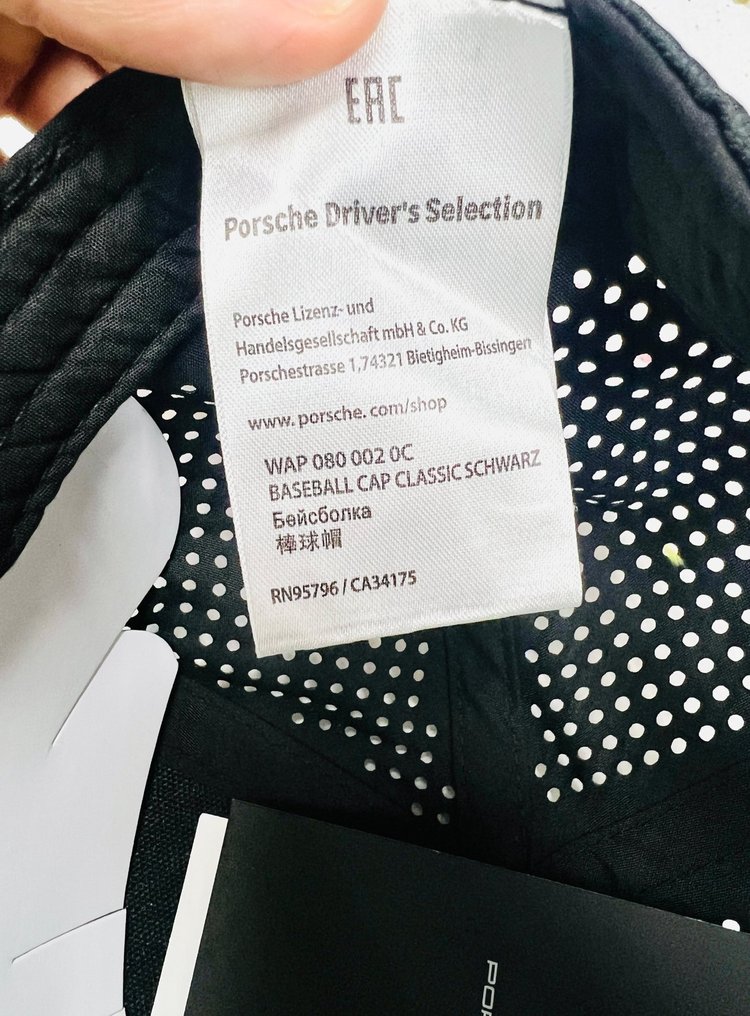 EAC
Porsche Driver's Selection
Porsche Lizenz- und
Handelsgesellschaft mbH & Co. KG
Porschestrasse 1,74321 Bietigheim-Bissingen
www.porsche.com/shop
WAP 080 002 0C
BASEBALL CAP CLASSIC SCHWARZ
Бейсболка
棒球帽
RN95796 / CA34175